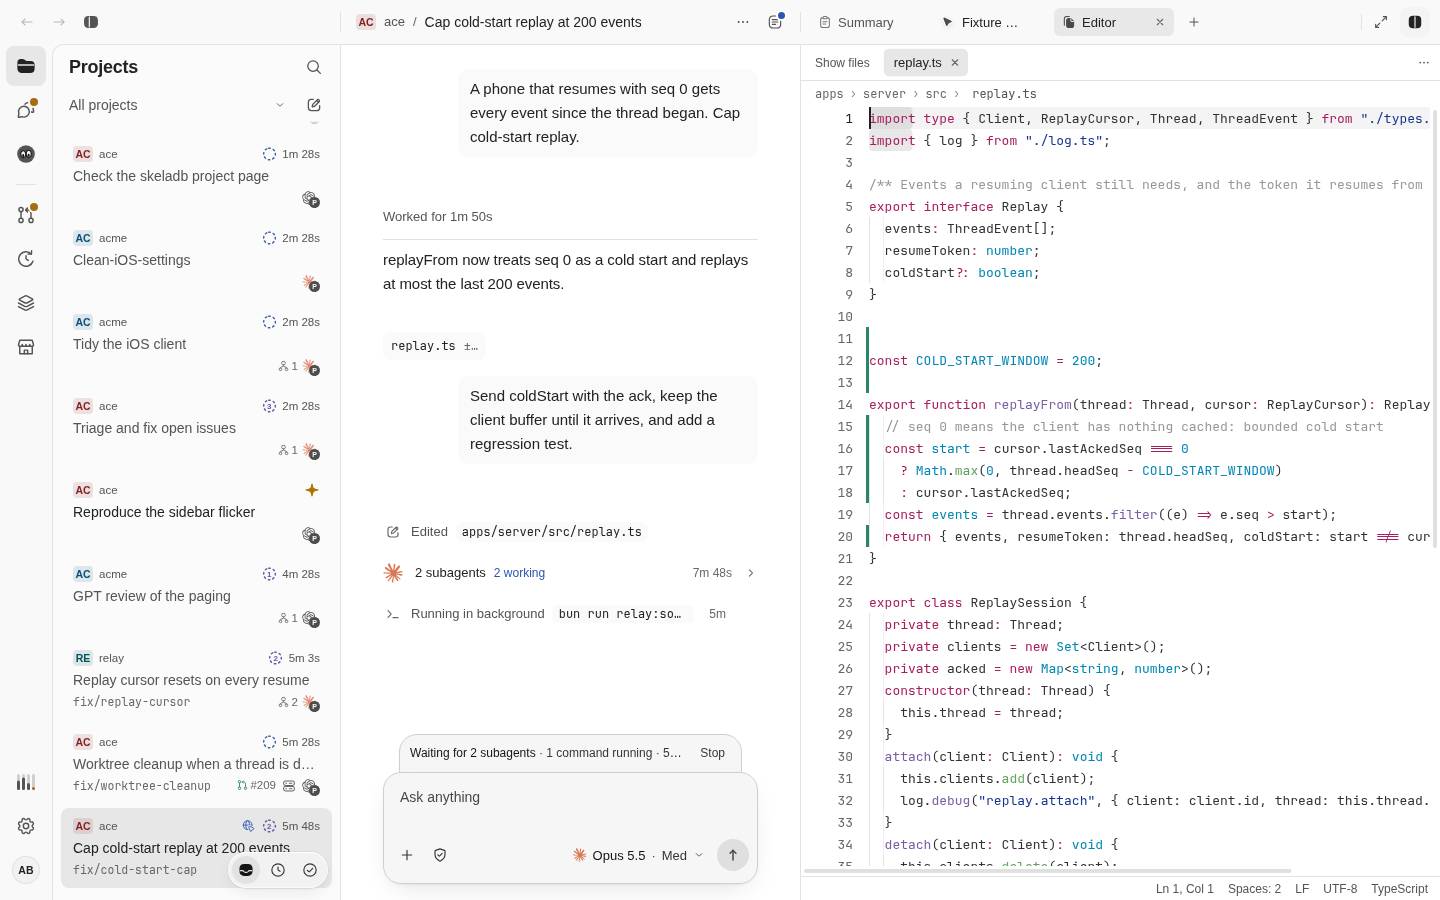 AC ace / Cap cold-start replay at 200 events
Summary
Fixture …
Editor
Projects
All projects
AC ace 1m 28s
Check the skeladb project page
P
AC acme 2m 28s
Clean-iOS-settings
P
AC acme 2m 28s
Tidy the iOS client
1 P
AC ace 3 2m 28s
Triage and fix open issues
1 P
AC ace
Reproduce the sidebar flicker
P
AC acme 1 4m 28s
GPT review of the paging
1 P
RE relay 2 5m 3s
Replay cursor resets on every resume
fix/replay-cursor 2 P
AC ace 5m 28s
Worktree cleanup when a thread is d…
fix/worktree-cleanup #209 P
AC ace 2 5m 48s
Cap cold-start replay at 200 events
fix/cold-start-cap
AB
A phone that resumes with seq 0 gets
every event since the thread began. Cap
cold-start replay.
Worked for 1m 50s
replayFrom now treats seq 0 as a cold start and replays
at most the last 200 events.
replay.ts ±…
Send coldStart with the ack, keep the
client buffer until it arrives, and add a
regression test.
Edited apps/server/src/replay.ts
2 subagents 2 working 7m 48s
Running in background bun run relay:so… 5m
Waiting for 2 subagents · 1 command running · 5… Stop
Ask anything
Opus 5.5 · Med
Show files
replay.ts
apps › server › src › replay.ts
1 import type { Client, ReplayCursor, Thread, ThreadEvent } from "./types.
2 import { log } from "./log.ts";
3
4 /** Events a resuming client still needs, and the token it resumes from
5 export interface Replay {
6 events: ThreadEvent[];
7 resumeToken: number;
8 coldStart?: boolean;
9 }
10
11
12 const COLD_START_WINDOW = 200;
13
14 export function replayFrom(thread: Thread, cursor: ReplayCursor): Replay
15 // seq 0 means the client has nothing cached: bounded cold start
16 const start = cursor.lastAckedSeq === 0
17 ? Math.max(0, thread.headSeq - COLD_START_WINDOW)
18 : cursor.lastAckedSeq;
19 const events = thread.events.filter((e) => e.seq > start);
20 return { events, resumeToken: thread.headSeq, coldStart: start !== cur
21 }
22
23 export class ReplaySession {
24 private thread: Thread;
25 private clients = new Set<Client>();
26 private acked = new Map<string, number>();
27 constructor(thread: Thread) {
28 this.thread = thread;
29 }
30 attach(client: Client): void {
31 this.clients.add(client);
32 log.debug("replay.attach", { client: client.id, thread: this.thread.
33 }
34 detach(client: Client): void {
35 this.clients.delete(client);
Ln 1, Col 1 Spaces: 2 LF UTF-8 TypeScript